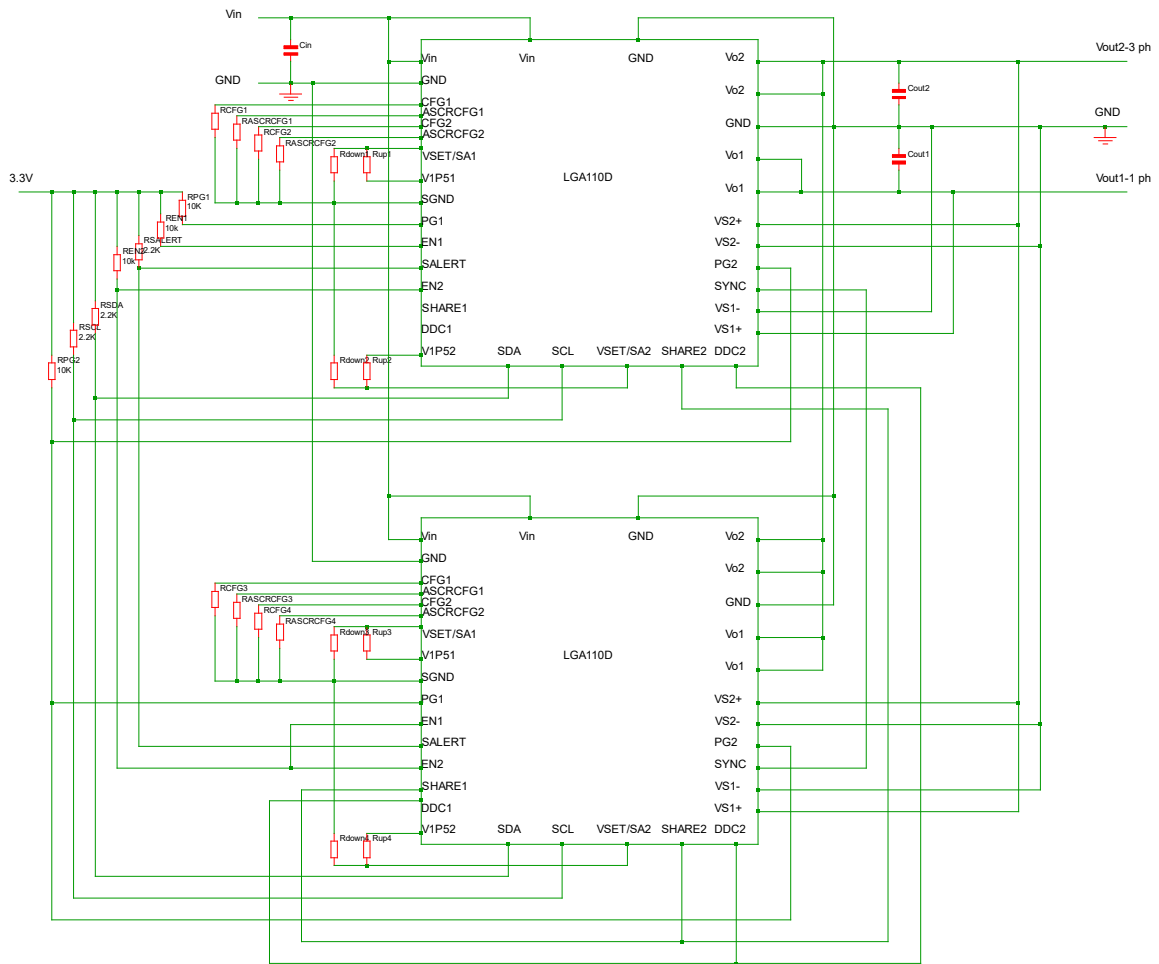 Vin
Cin
GND
Vin
Vin
GND
Vo2
Vout2-3 ph
GND
Vo2
Cout2
CFG1
ASCRCFG1
CFG2
ASCRCFG2
RCFG1
RASCRCFG1
RCFG2
RASCRCFG2
GND
GND
Rdown1
Rup1
VSET/SA1
Vo1
Cout1
3.3V
V1P51
LGA110D
Vo1
Vout1-1 ph
RPG1
10K
SGND
VS2+
REN1
10k
PG1
VS2-
RSALERT
2.2K
EN1
PG2
REN2
10k
SALERT
SYNC
EN2
VS1-
RSDA
2.2K
SHARE1
VS1+
RSCL
2.2K
DDC1
RPG2
10K
V1P52
Rdown2
Rup2
SDA
SCL
VSET/SA2
SHARE2
DDC2
Vin
Vin
GND
Vo2
GND
Vo2
CFG1
ASCRCFG1
CFG2
ASCRCFG2
RCFG3
RASCRCFG3
RCFG4
RASCRCFG4
GND
Rdown3
Rup3
VSET/SA1
Vo1
V1P51
LGA110D
Vo1
SGND
VS2+
PG1
VS2-
EN1
PG2
SALERT
SYNC
EN2
VS1-
SHARE1
VS1+
DDC1
V1P52
Rdown4
Rup4
SDA
SCL
VSET/SA2
SHARE2
DDC2